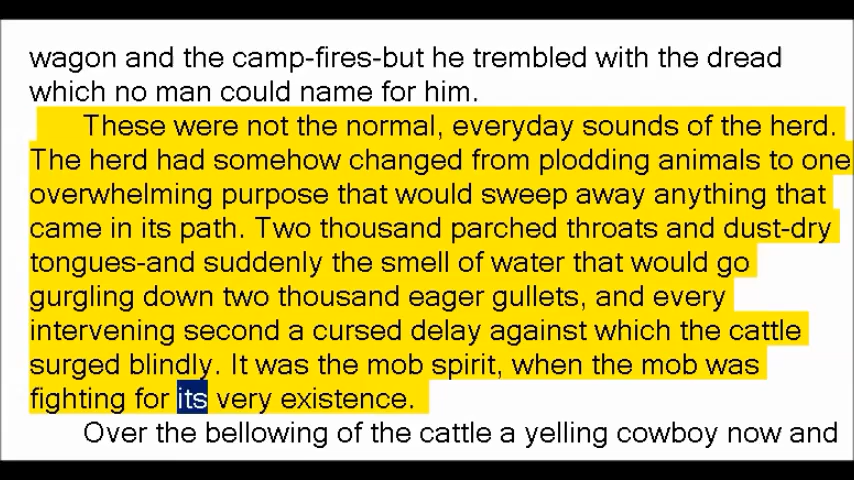 wagon and the camp-fires-but he trembled with the dread
which no man could name for him.
These were not the normal, everyday sounds of the herd.
The herd had somehow changed from plodding animals to one
overwhelming purpose that would sweep away anything that
came in its path. Two thousand parched throats and dust-dry
tongues-and suddenly the smell of water that would go
gurgling down two thousand eager gullets, and every
intervening second a cursed delay against which the cattle
surged blindly. It was the mob spirit, when the mob was
fighting for its very existence.
Over the bellowing of the cattle a yelling cowboy now and